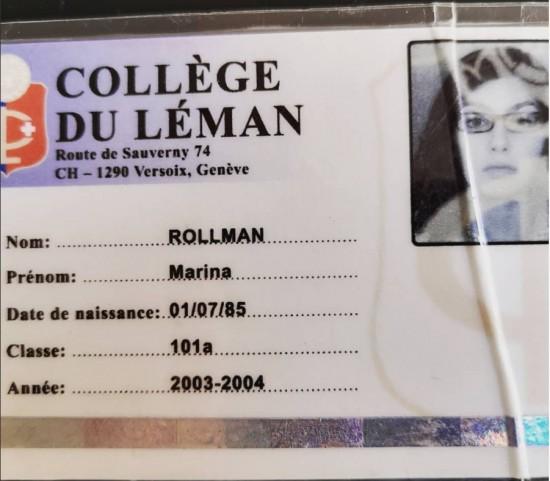 COLLÈGE
DU LÉMAN
Route de Sauverny 74
CH – 1290 Versoix, Genève
Nom: ROLLMAN
Prénom: Marina
Date de naissance: 01/07/85
Classe: 101a
Année: 2003-2004